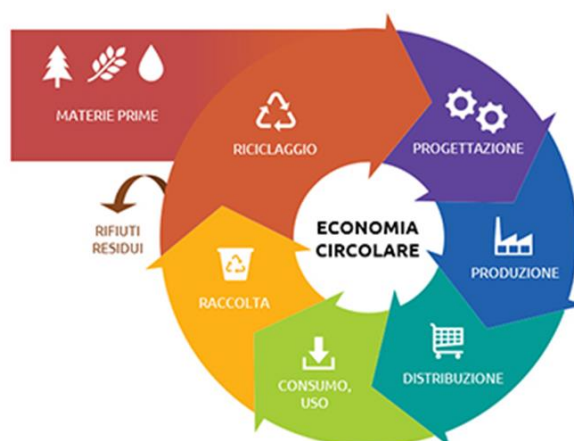 MATERIE PRIME
RICICLAGGIO
PROGETTAZIONE
RIFIUTI
RESIDUI
ECONOMIA
CIRCOLARE
PRODUZIONE
RACCOLTA
CONSUMO,
USO
DISTRIBUZIONE